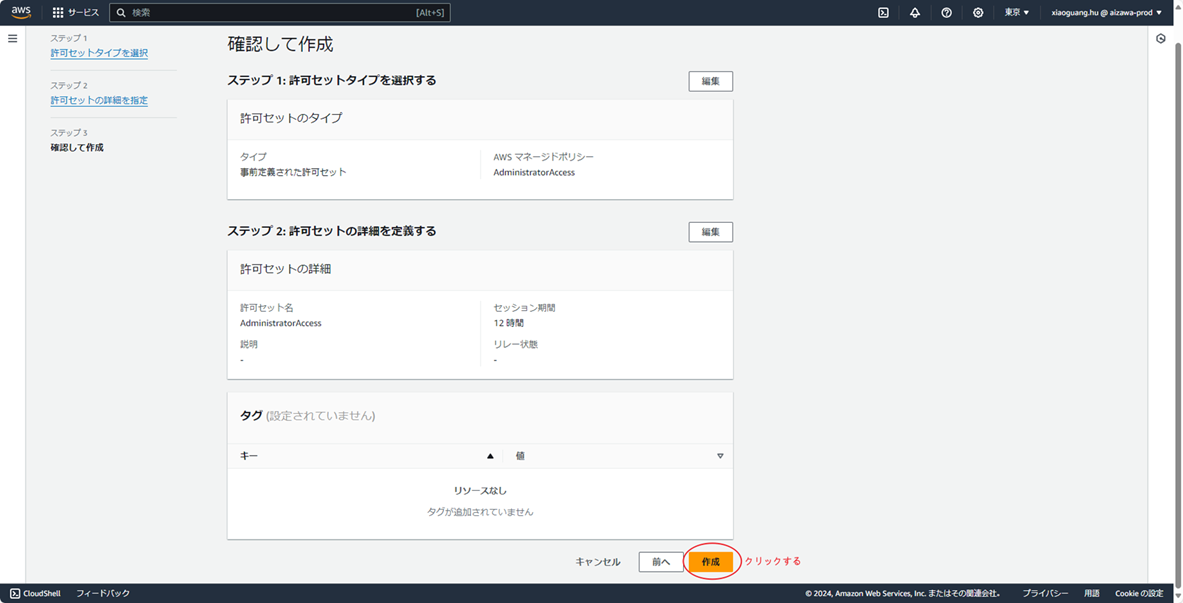 aws
サービス
検索
[Alt+S]
東京 ▼
xiaoguang.hu @ aizawa-prod ▼
ステップ 1
許可セットタイプを選択
ステップ 2
許可セットの詳細を指定
ステップ 3
確認して作成
確認して作成
ステップ 1: 許可セットタイプを選択する
編集
許可セットのタイプ
タイプ
事前定義された許可セット
AWS マネージドポリシー
AdministratorAccess
ステップ 2: 許可セットの詳細を定義する
編集
許可セットの詳細
許可セット名
AdministratorAccess
セッション期間
12 時間
説明
-
リレー状態
-
タグ (設定されていません)
キー ▲ 値 ▽
リソースなし
タグが追加されていません
キャンセル
前へ
作成
クリックする
CloudShell
フィードバック
© 2024, Amazon Web Services, Inc. またはその関連会社。
プライバシー
用語
Cookie の設定